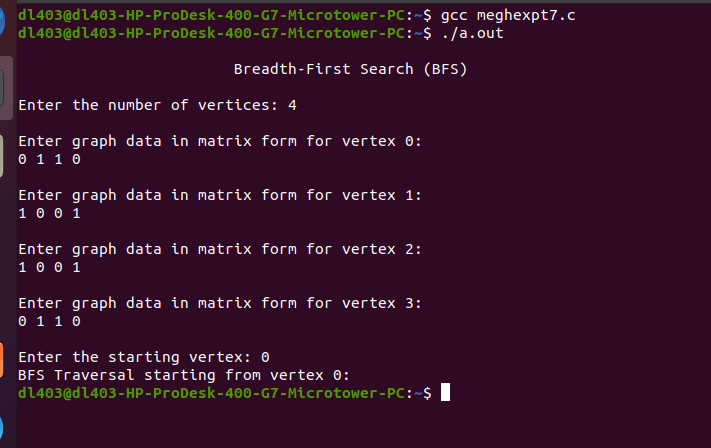 dl403@dl403-HP-ProDesk-400-G7-Microtower-PC:~$ gcc meghexpt7.c
dl403@dl403-HP-ProDesk-400-G7-Microtower-PC:~$ ./a.out
Breadth-First Search (BFS)
Enter the number of vertices: 4
Enter graph data in matrix form for vertex 0:
0 1 1 0
Enter graph data in matrix form for vertex 1:
1 0 0 1
Enter graph data in matrix form for vertex 2:
1 0 0 1
Enter graph data in matrix form for vertex 3:
0 1 1 0
Enter the starting vertex: 0
BFS Traversal starting from vertex 0:
dl403@dl403-HP-ProDesk-400-G7-Microtower-PC:~$